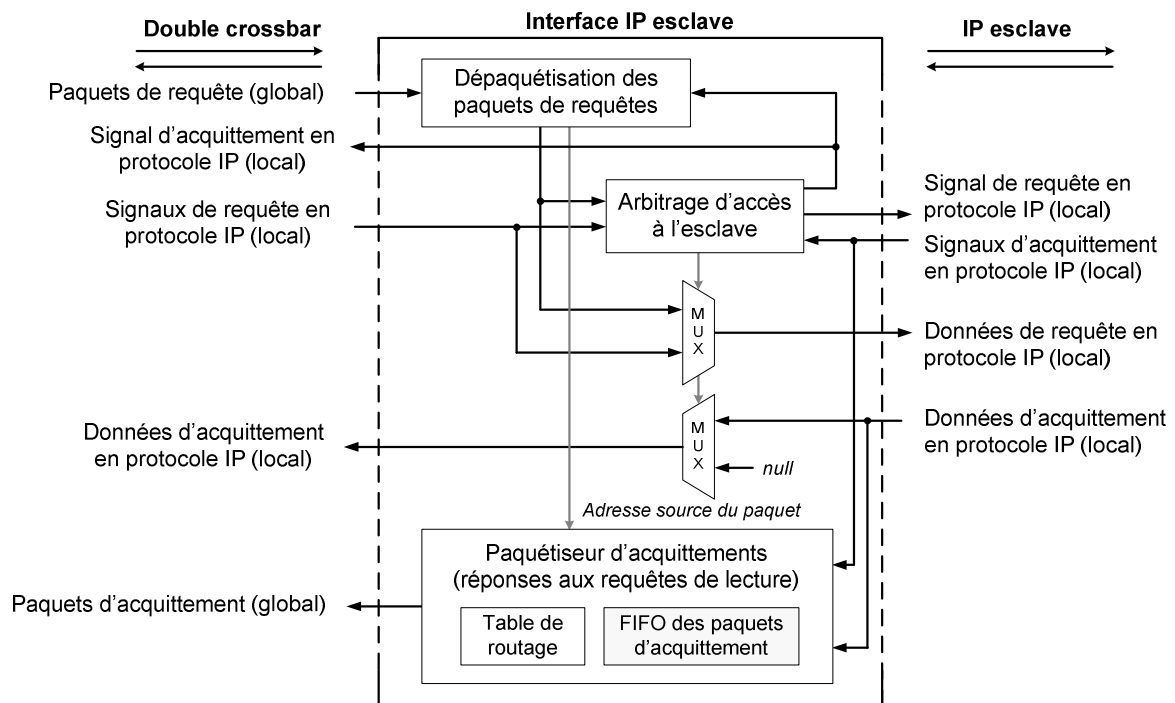 Double crossbar
Interface IP esclave
IP esclave
Paquets de requête (global)
Dépaquétisation des
paquets de requêtes
Signal d'acquittement en
protocole IP (local)
Signaux de requête en
protocole IP (local)
Arbitrage d'accès
à l'esclave
Signal de requête en
protocole IP (local)
Signaux d'acquittement
en protocole IP (local)
MUX
Données de requête en
protocole IP (local)
Données d'acquittement
en protocole IP (local)
MUX
null
Données d'acquittement
en protocole IP (local)
Adresse source du paquet
Paquétiseur d'acquittements
(réponses aux requêtes de lecture)
Paquets d'acquittement (global)
Table de
routage
FIFO des paquets
d'acquittement